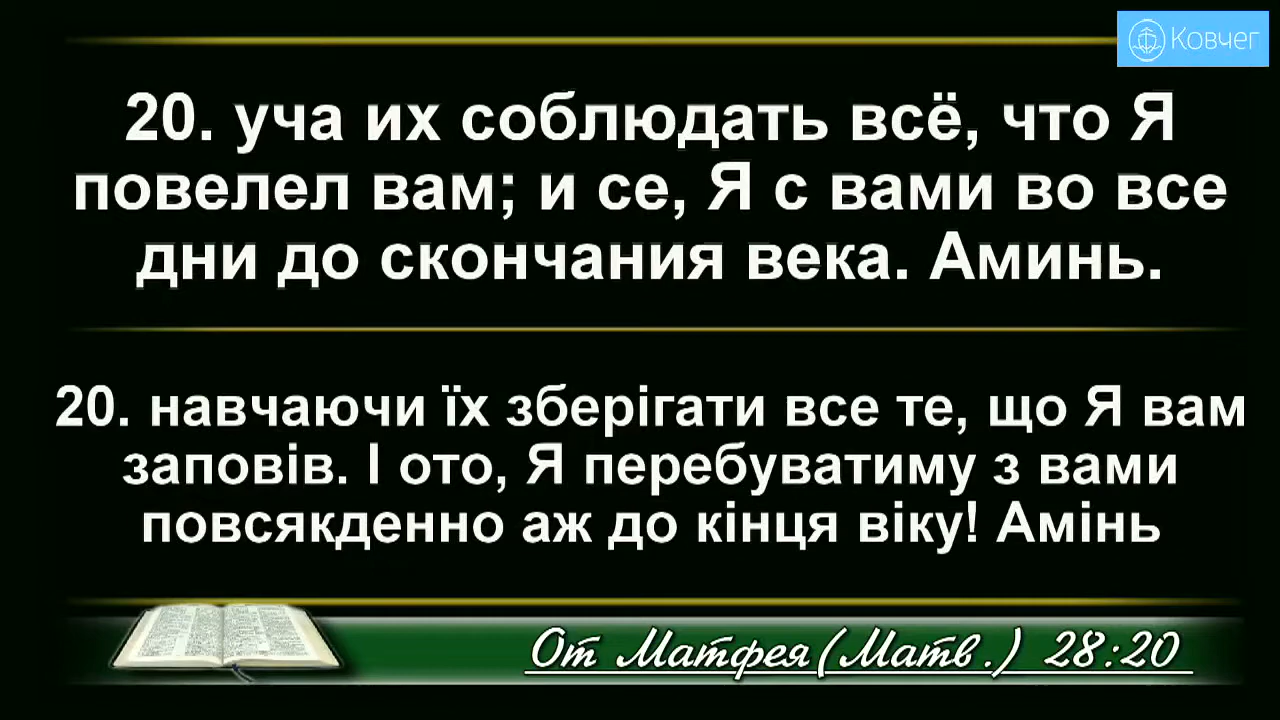 Ковчег
20. уча их соблюдать всё, что Я
повелел вам; и се, Я с вами во все
дни до скончания века. Аминь.
20. навчаючи їх зберігати все те, що Я вам
заповів. І ото, Я перебуватиму з вами
повсякденно аж до кінця віку! Амінь
От Матфея(Матв.) 28:20